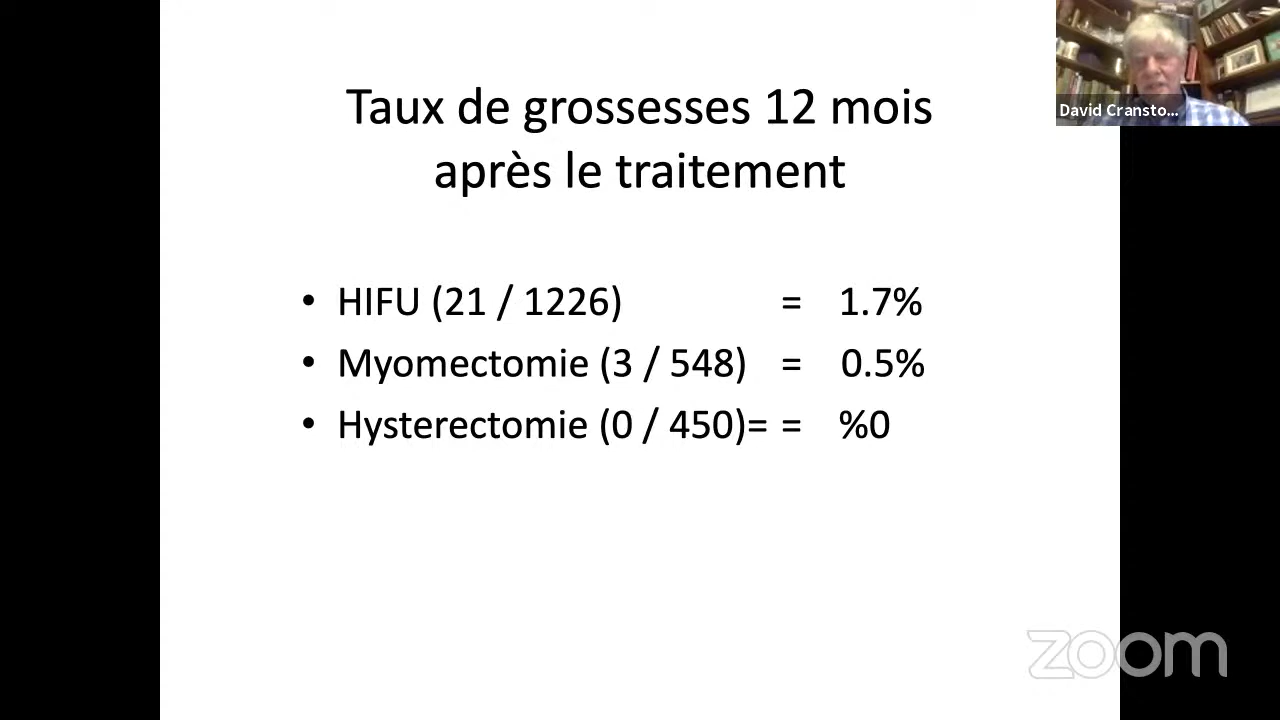 Taux de grossesses 12 mois
après le traitement
• HIFU (21 / 1226) = 1.7%
• Myomectomie (3 / 548) = 0.5%
• Hysterectomie (0 / 450)= = %0
David Cransto...
zoom